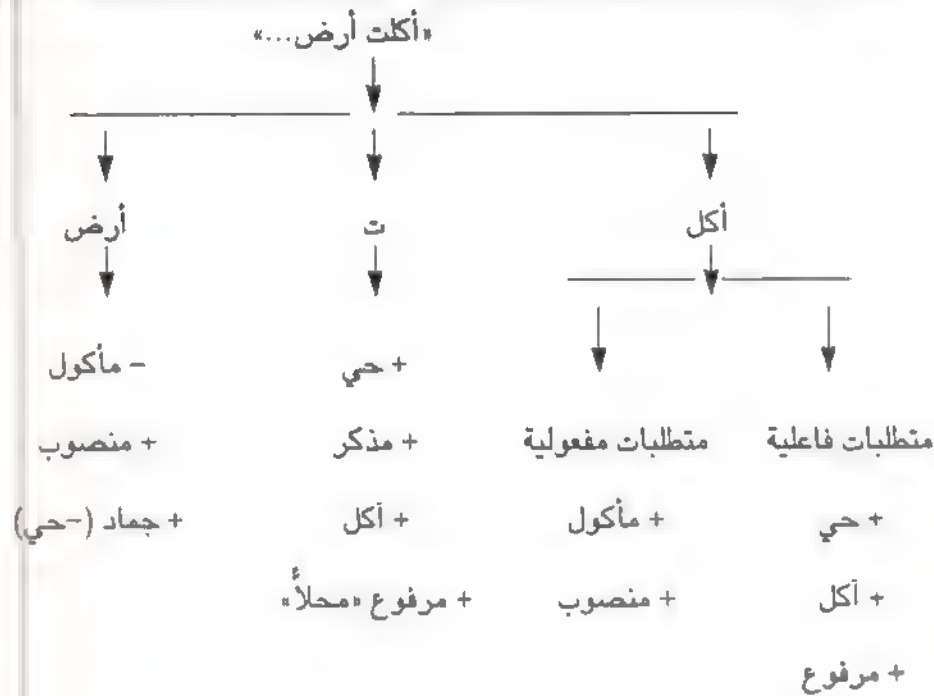 «أكلت أرض...»
أكل ت أرض
+ حي - مأكول
متطلبات فاعلية متطلبات مفعولية + مذكر + منصوب
+ حي + مأكول + آكل + جماد (-حي)
+ آكل + منصوب + مرفوع «محلاً»
+ مرفوع